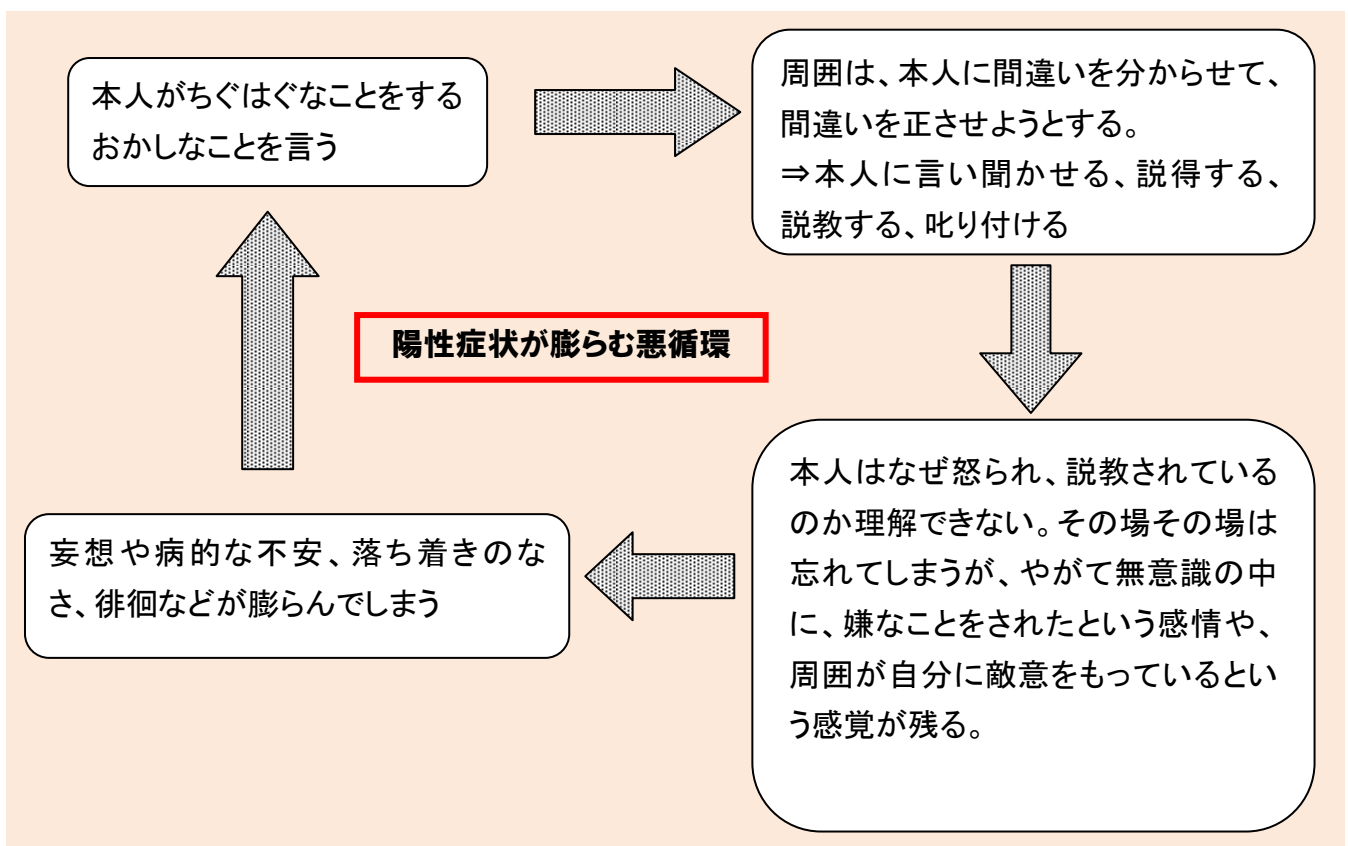 本人がちぐはぐなことをする
おかしなことを言う
周囲は、本人に間違いを分からせて、
間違いを正させようとする。
⇒本人に言い聞かせる、説得する、
説教する、叱り付ける
陽性症状が膨らむ悪循環
本人はなぜ怒られ、説教されている
のか理解できない。その場その場は
忘れてしまうが、やがて無意識の中
に、嫌なことをされたという感情や、
周囲が自分に敵意をもっているとい
う感覚が残る。
妄想や病的な不安、落ち着きのな
さ、徘徊などが膨らんでしまう